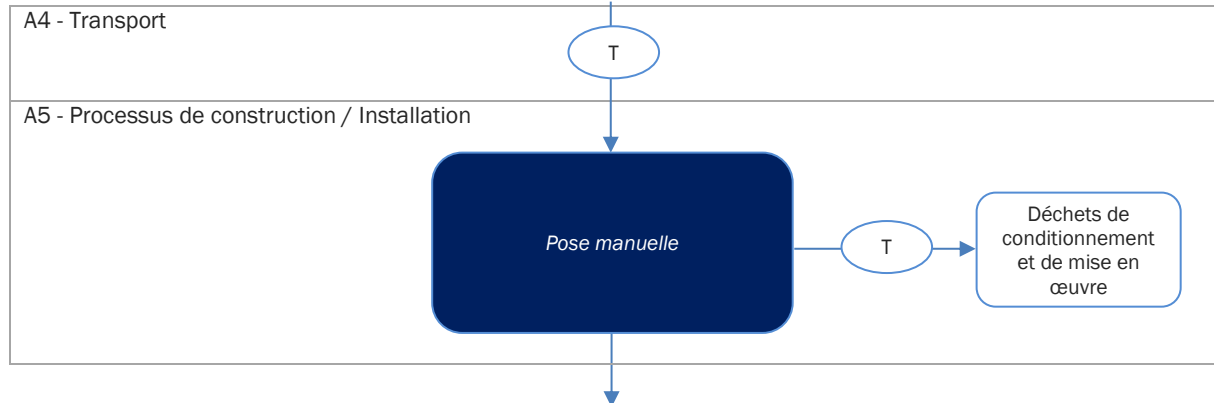 A4 - Transport
T
A5 - Processus de construction / Installation
Pose manuelle
T
Déchets de
conditionnement
et de mise en
œuvre